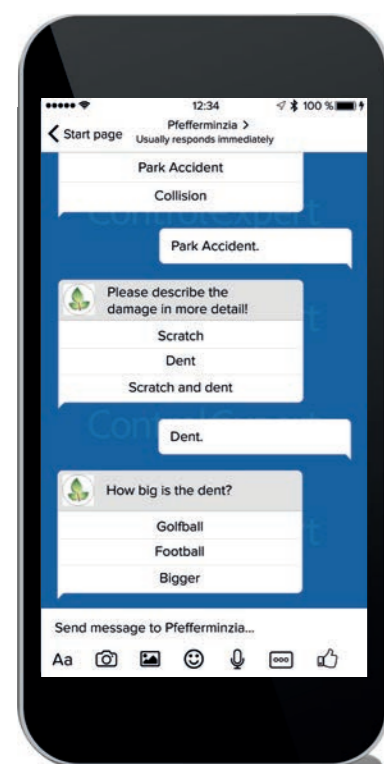 12:34
100 %
Start page
Pfefferminzia >
Usually responds immediately
Park Accident
Collision
Park Accident.
Please describe the
damage in more detail!
Scratch
Dent
Scratch and dent
ControlExpert
Dent.
How big is the dent?
Golfball
Football
Bigger
Send message to Pfefferminzia...
Aa